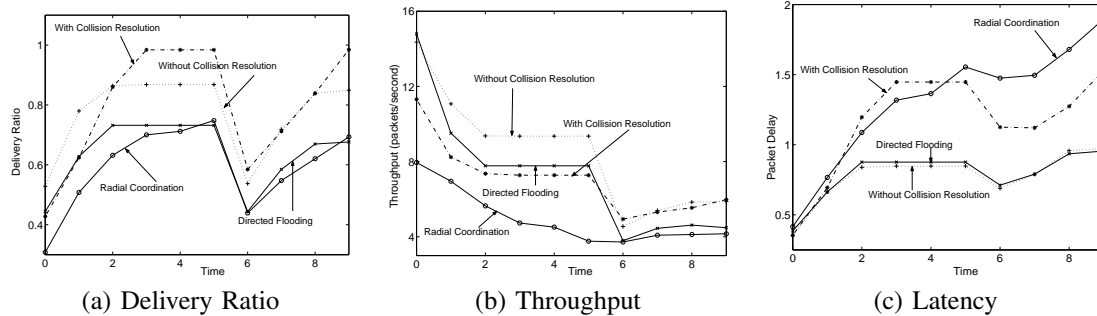 Delivery Ratio
1
0.8
0.6
0.4
0
2
4
6
8
Time
With Collision Resolution
Without Collision Resolution
Radial Coordination
Directed Flooding
(a) Delivery Ratio
Throughput (packets/second)
16
12
8
4
0
2
4
6
8
Time
Without Collision Resolution
With Collision Resolution
Directed Flooding
Radial Coordination
(b) Throughput
Packet Delay
2
1.5
1
0.5
0
2
4
6
8
Time
Radial Coordination
With Collision Resolution
Directed Flooding
Without Collision Resolution
(c) Latency